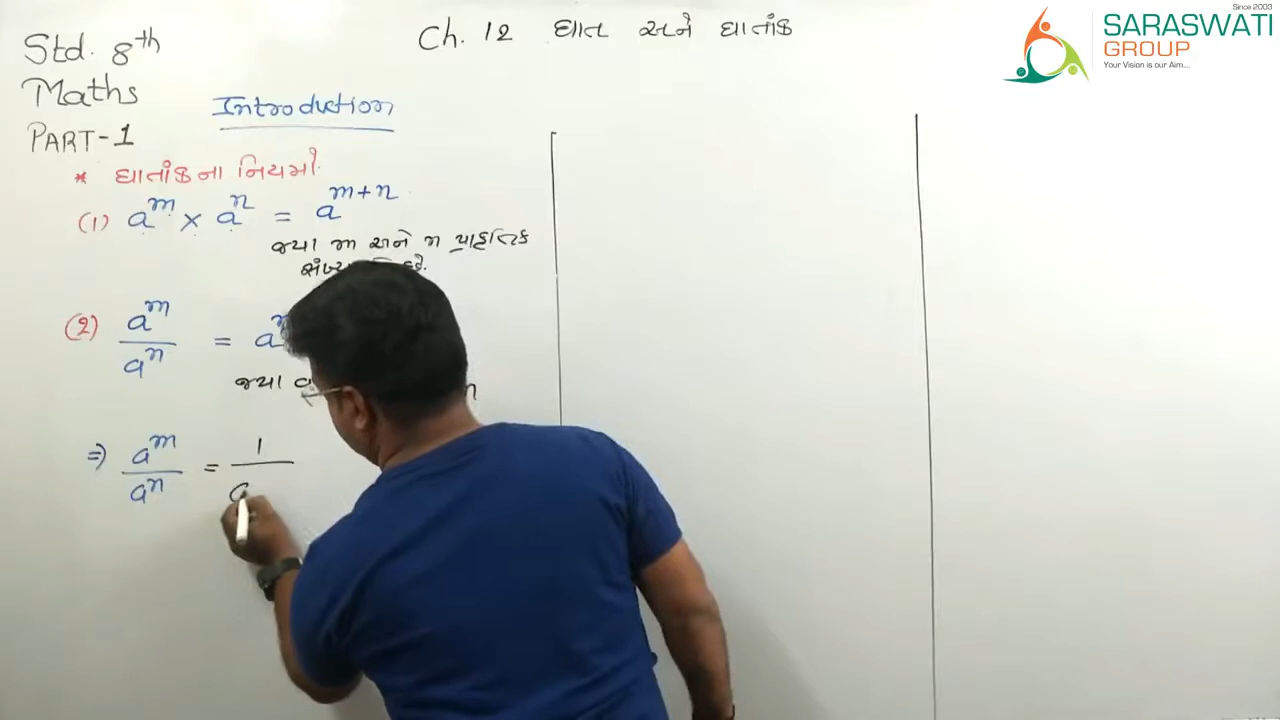 Std. 8th
Maths
PART-1
Ch. 12 ઘાત અને ઘાતાંક
Since 2003
SARASWATI
GROUP
Your Vision is our Aim...
Introduction
* ઘાતાંકના નિયમો.
(1) a^m × a^n = a^{m+n}
જ્યા m અને n પ્રાકૃતિક
(2) a^m/a^n = a
જ્યા a
⇒ a^m/a^n = 1/a